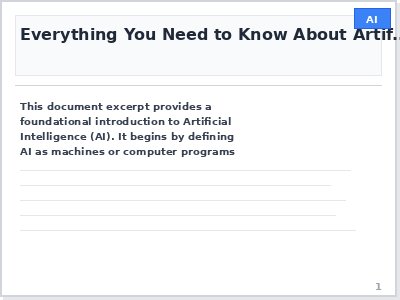 AI
Everything You Need to Know About Artif...
This document excerpt provides a
foundational introduction to Artificial
Intelligence (AI). It begins by defining
AI as machines or computer programs
1